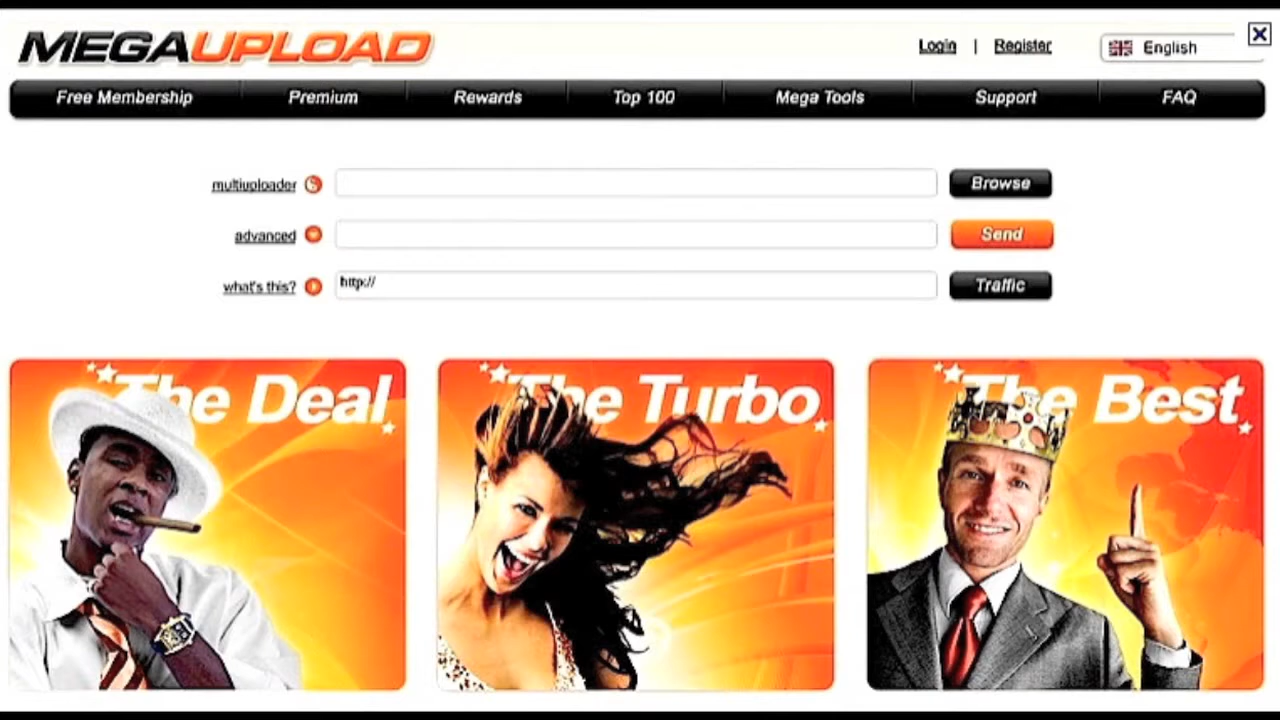 MEGAUPLOAD
Login | Register
English
Free Membership
Premium
Rewards
Top 100
Mega Tools
Support
FAQ
multiuploader
Browse
advanced
Send
what's this?
http://
Traffic
The Deal
The Turbo
The Best